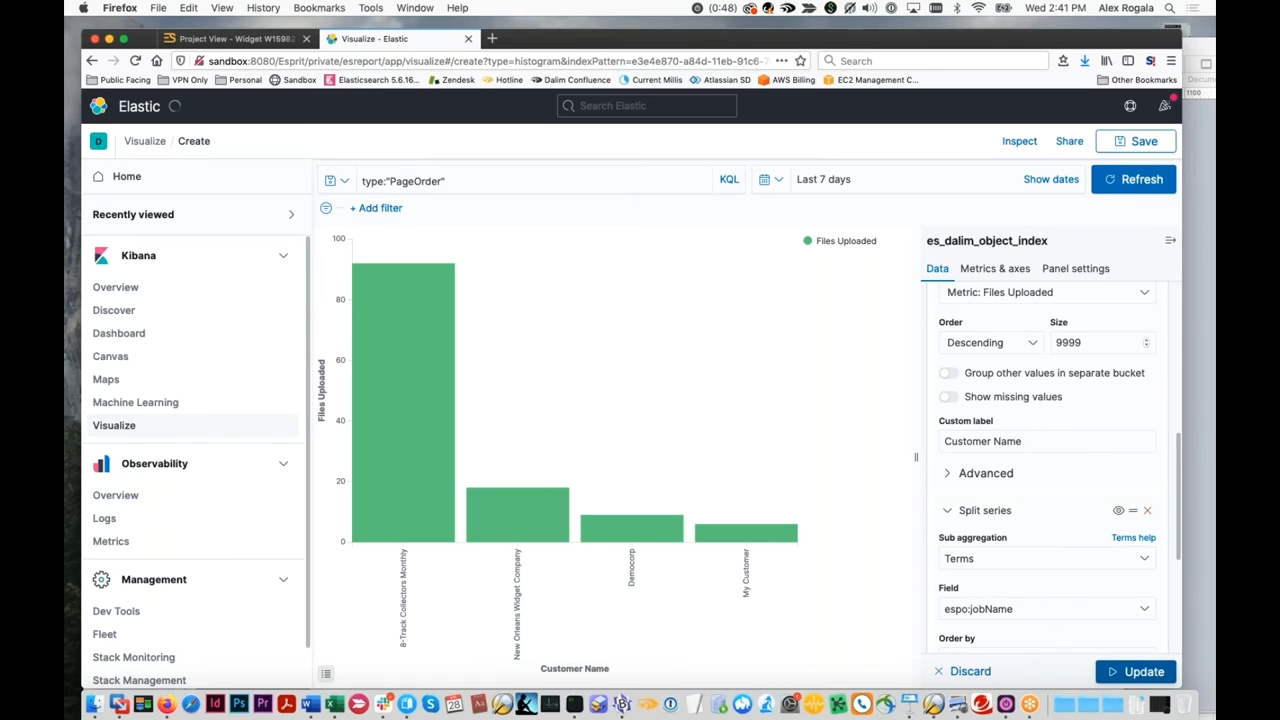 Firefox File Edit View History Bookmarks Tools Window Help (0:48) Wed 2:41 PM Alex Rogala
Project View - Widget W15982
Visualize - Elastic
sandbox:8080/Esprit/private/esreport/app/visualize#/create?type=histogram&indexPattern=e3e4e870-a84d-11eb-91c6-7
Search
Public Facing VPN Only Personal Sandbox Elasticsearch 5.6.16... Zendesk Hotline Dalim Confluence Current Millis Atlassian SD AWS Billing EC2 Management C... Other Bookmarks
Elastic
Search Elastic
D Visualize / Create
Inspect Share Save
Home
type:"PageOrder"
KQL
Last 7 days
Show dates
Refresh
+ Add filter
Recently viewed
Kibana
Overview
Discover
Dashboard
Canvas
Maps
Machine Learning
Visualize
Observability
Overview
Logs
Metrics
Management
Dev Tools
Fleet
Stack Monitoring
Stack Management
100
80
60
40
20
0
Files Uploaded
Files Uploaded
8-Track Collectors Monthly
New Orleans Widget Company
Democorp
My Customer
Customer Name
es_dalim_object_index
Data Metrics & axes Panel settings
Metric: Files Uploaded
Order Size
Descending 9999
Group other values in separate bucket
Show missing values
Custom label
Customer Name
Advanced
Split series
Sub aggregation Terms help
Terms
Field
espo:jobName
Order by
Discard Update